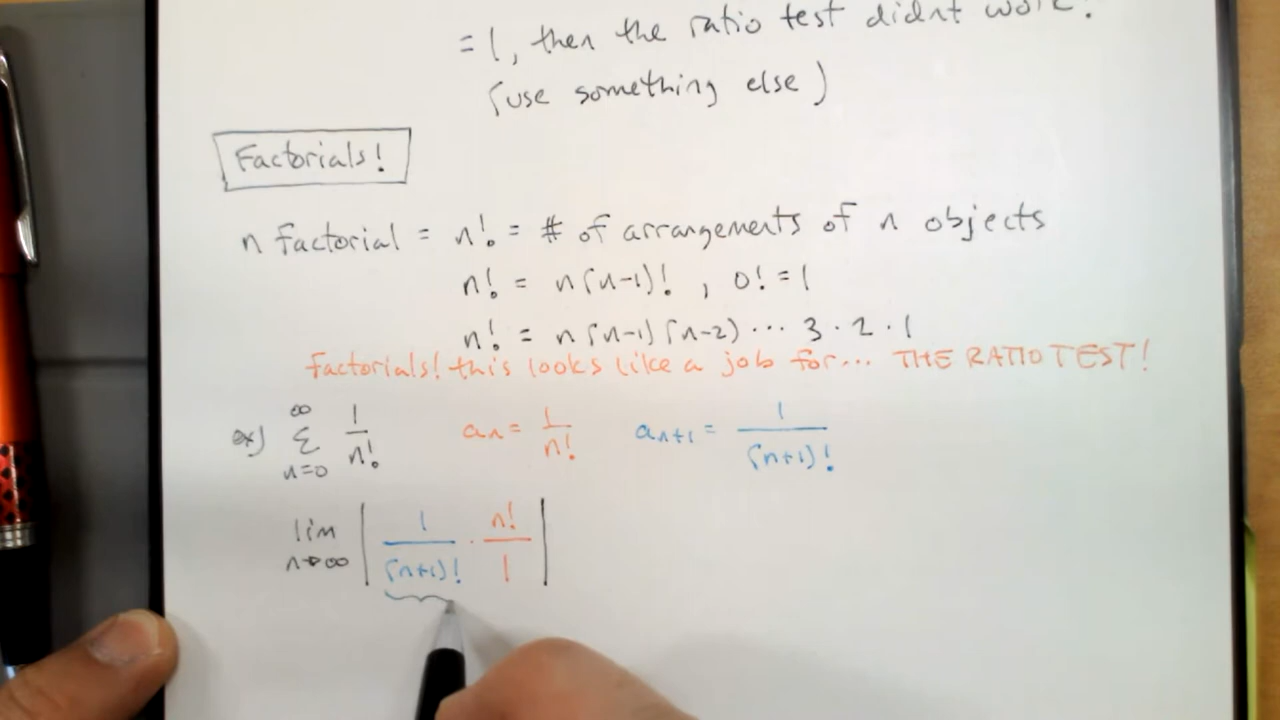 = 1, then the ratio test didnt work.
(use something else)
Factorials!
n factorial = n! = # of arrangements of n objects
n! = n(n-1)! , 0! = 1
n! = n(n-1)(n-2) ... 3 · 2 · 1
Factorials! this looks like a job for... THE RATIO TEST!
ex) ∞ Σ n=0 1/n! an = 1/n! an+1 = 1/(n+1)!
lim n→∞ | 1/(n+1)! · n!/1 |